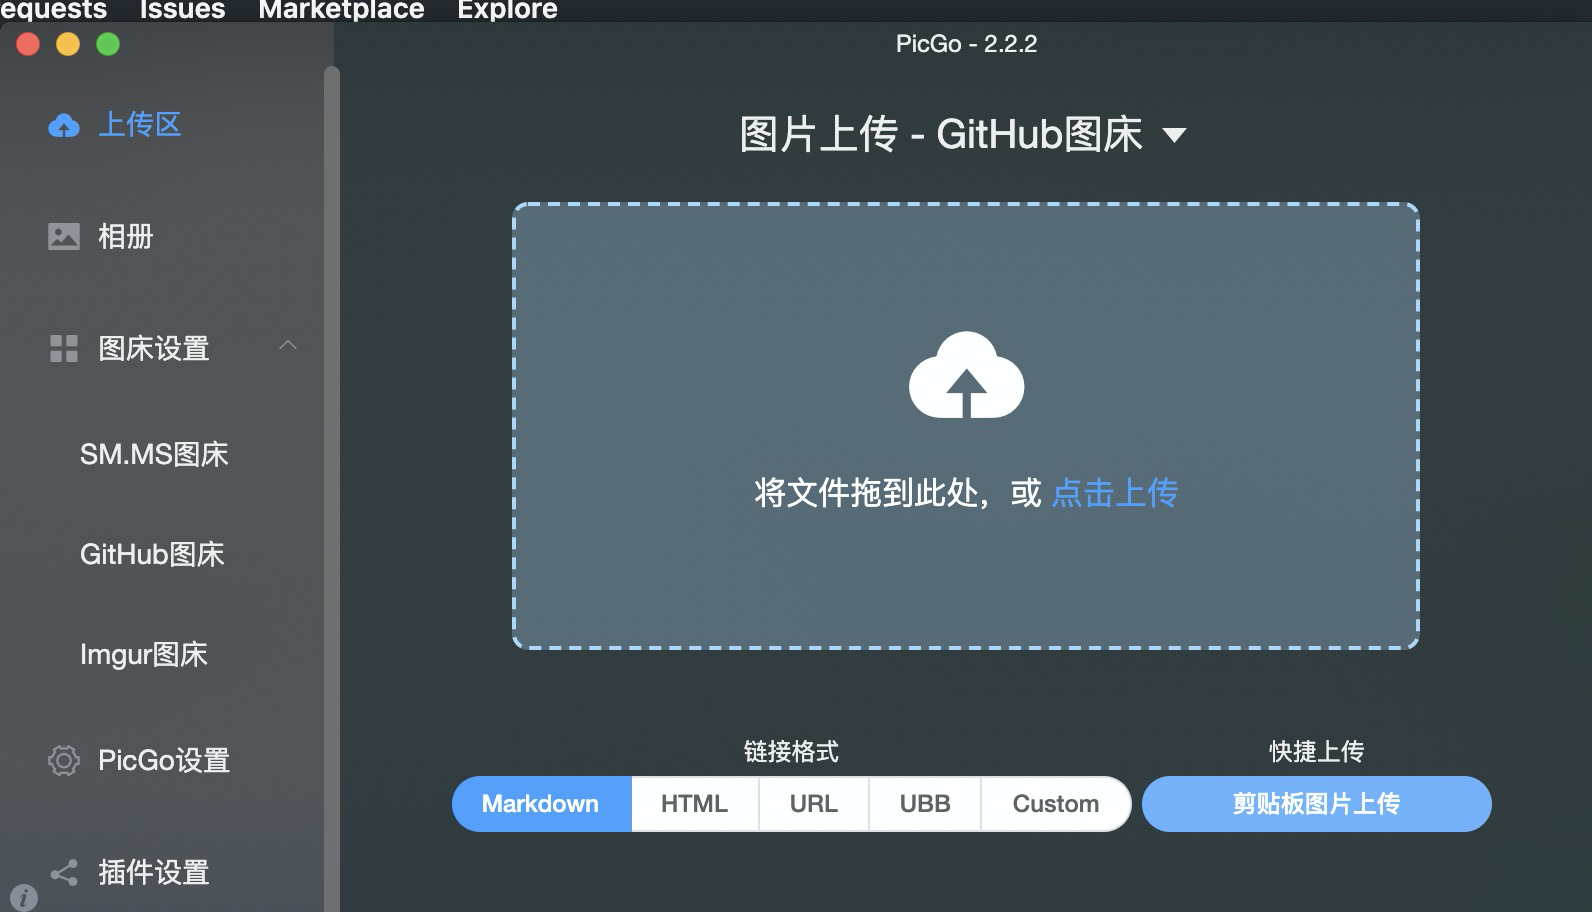 equests Issues Marketplace Explore
PicGo - 2.2.2
上传区
相册
图床设置
SM.MS图床
GitHub图床
Imgur图床
PicGo设置
插件设置
图片上传 - GitHub图床
将文件拖到此处，或 点击上传
链接格式
Markdown HTML URL UBB Custom
快捷上传
剪贴板图片上传